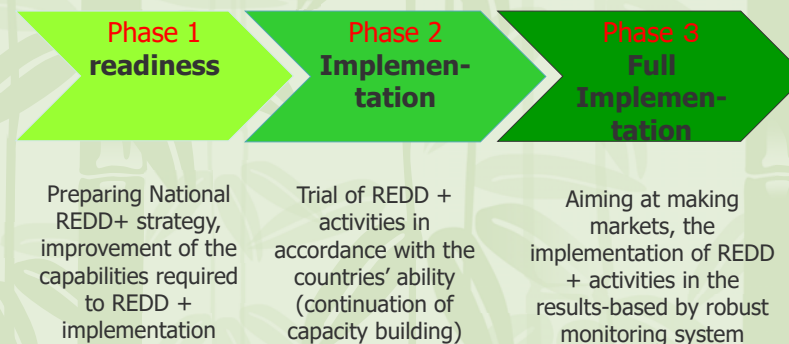 Phase 1
readiness
Preparing National
REDD+ strategy,
improvement of the
capabilities required
to REDD +
implementation
Phase 2
Implemen-
tation
Trial of REDD +
activities in
accordance with the
countries’ ability
(continuation of
capacity building)
Phase 3
Full
Implemen-
tation
Aiming at making
markets, the
implementation of REDD
+ activities in the
results-based by robust
monitoring system